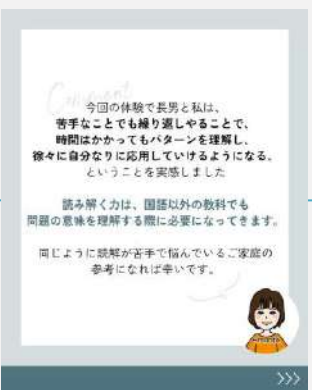 Comment
今回の体験で長男と私は、
苦手なことでも繰り返しやることで、
時間はかかってもパターンを理解し、
徐々に自分なりに応用していけるようになる。
ということを実感しました
読み解く力は、国語以外の教科でも
問題の意味を理解する際に必要になってきます。
同じように読解が苦手で悩んでいるご家庭の
参考になれば幸いです。
>>>